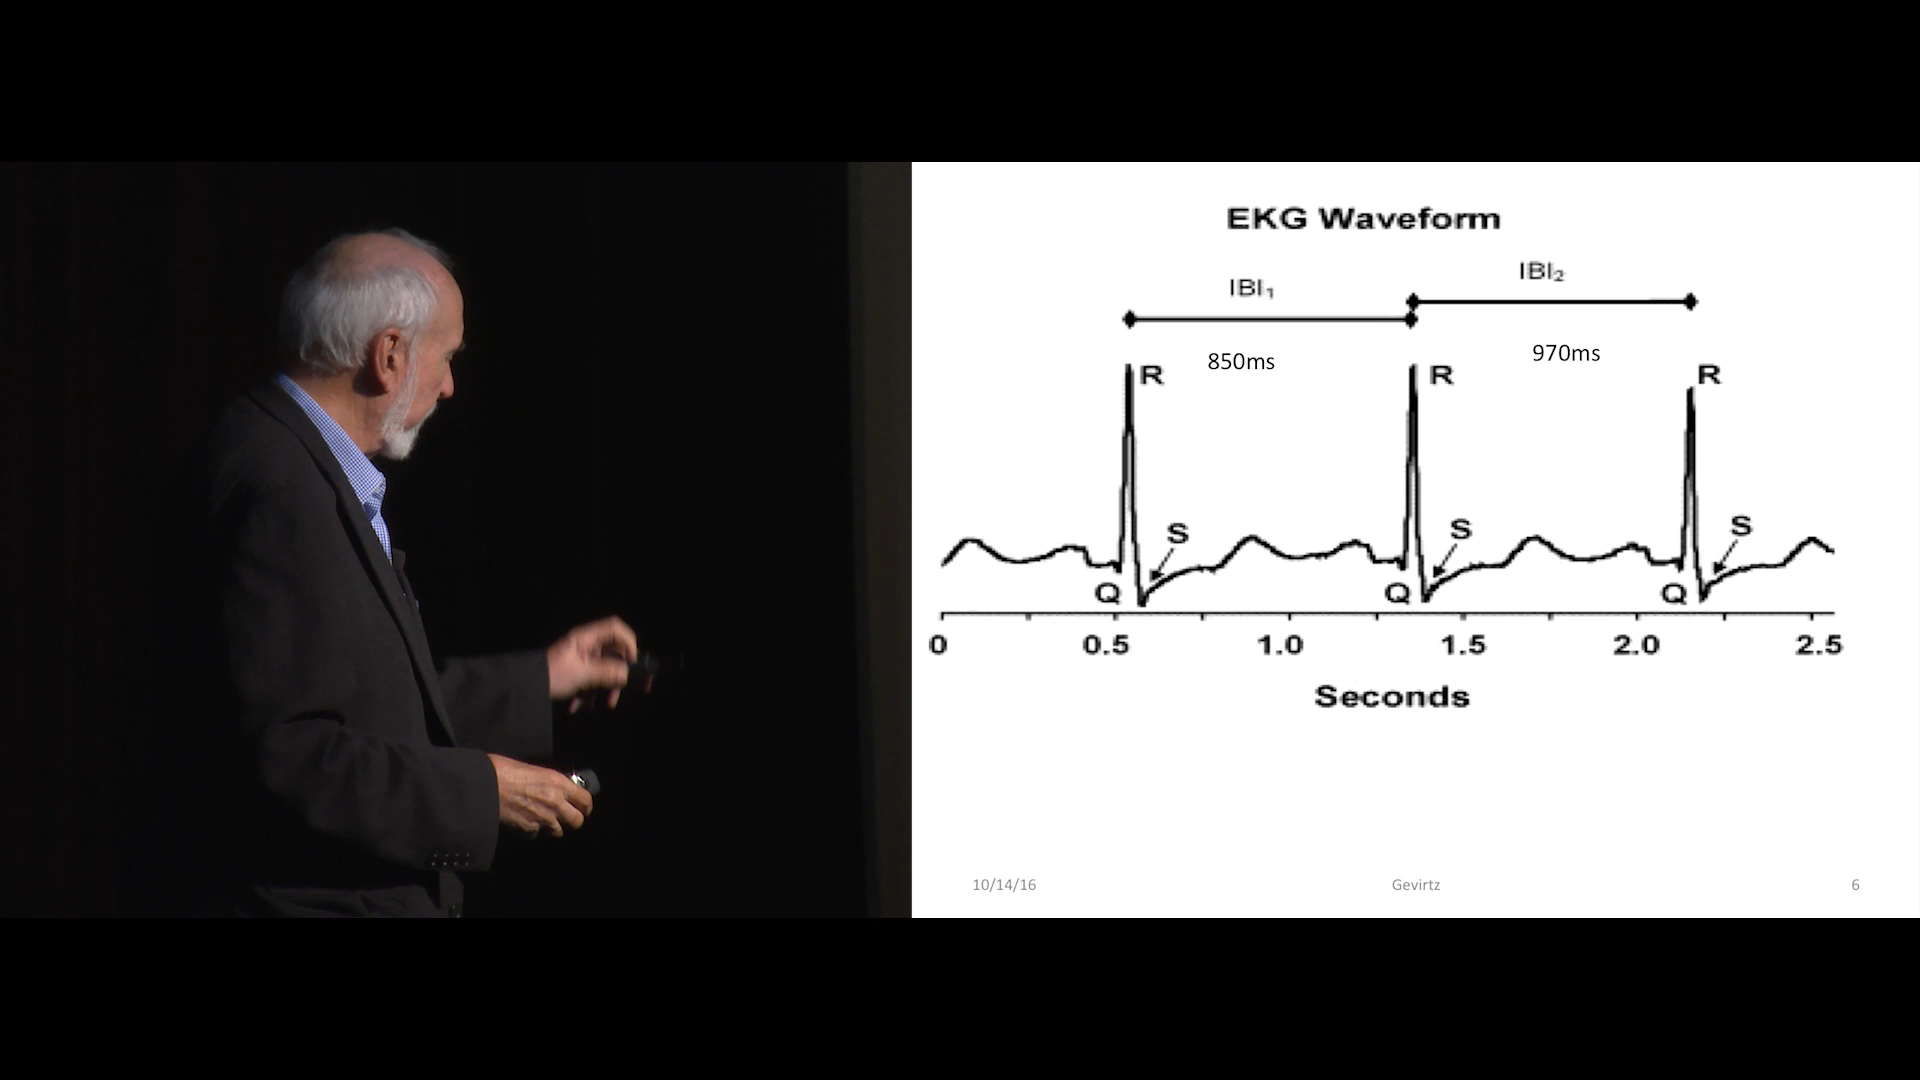 EKG Waveform
IBI₁
IBI₂
850ms
970ms
R
R
R
S
S
S
Q
Q
Q
0 0.5 1.0 1.5 2.0 2.5
Seconds
10/14/16 Gevirtz 6